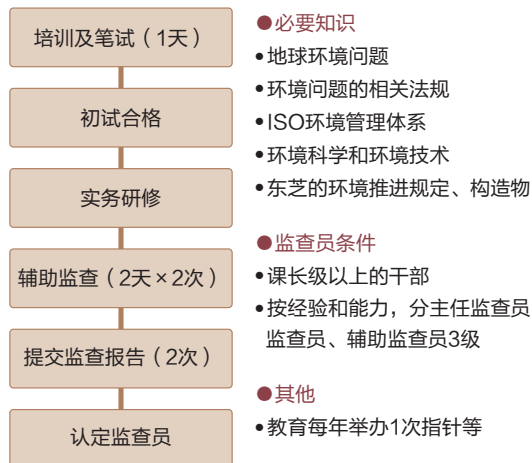 培训及笔试（1天）
初试合格
实务研修
辅助监查（2天×2次）
提交监查报告（2次）
认定监查员
●必要知识
•地球环境问题
•环境问题的相关法规
•ISO环境管理体系
•环境科学和环境技术
•东芝的环境推进规定、构造物
●监查员条件
•课长级以上的干部
•按经验和能力，分主任监查员
监查员、辅助监查员3级
●其他
•教育每年举办1次指针等